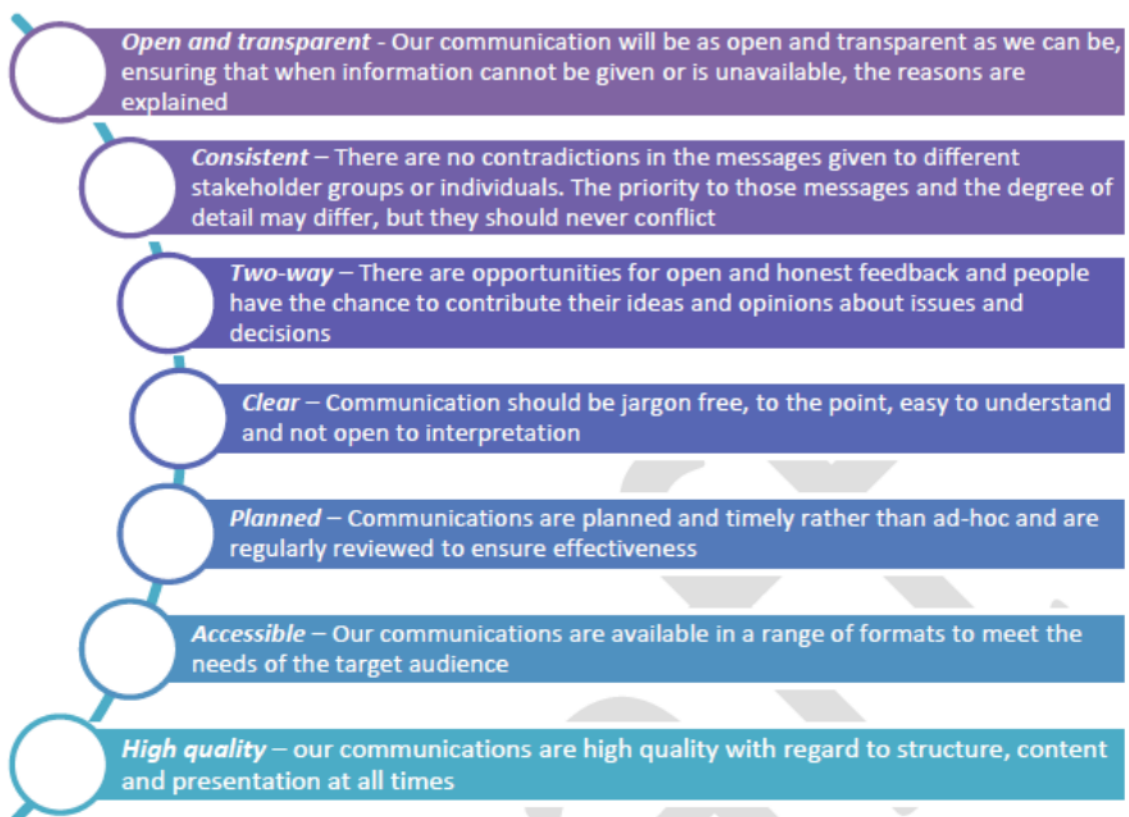 Open and transparent - Our communication will be as open and transparent as we can be,
ensuring that when information cannot be given or is unavailable, the reasons are
explained
Consistent – There are no contradictions in the messages given to different
stakeholder groups or individuals. The priority to those messages and the degree of
detail may differ, but they should never conflict
Two-way – There are opportunities for open and honest feedback and people
have the chance to contribute their ideas and opinions about issues and
decisions
Clear – Communication should be jargon free, to the point, easy to understand
and not open to interpretation
Planned – Communications are planned and timely rather than ad-hoc and are
regularly reviewed to ensure effectiveness
Accessible – Our communications are available in a range of formats to meet the
needs of the target audience
High quality – our communications are high quality with regard to structure, content
and presentation at all times